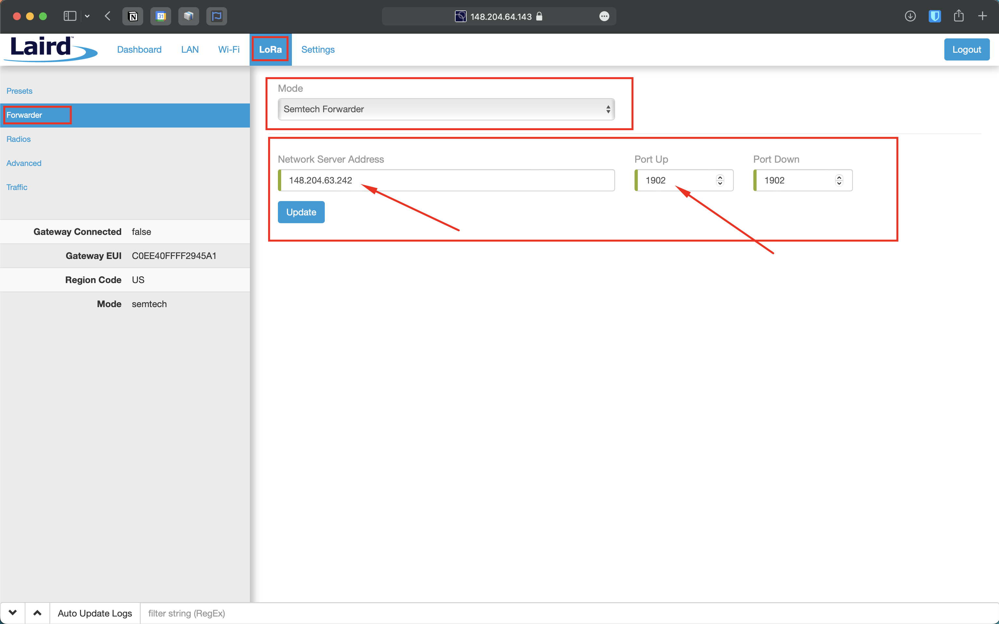 148.204.64.143
Laird™
Dashboard
LAN
Wi-Fi
LoRa
Settings
Logout
Presets
Forwarder
Radios
Advanced
Traffic
Gateway Connected false
Gateway EUI C0EE40FFFF2945A1
Region Code US
Mode semtech
Mode
Semtech Forwarder
Network Server Address
Port Up
Port Down
148.204.63.242
1902
1902
Update
Auto Update Logs
filter string (RegEx)
31